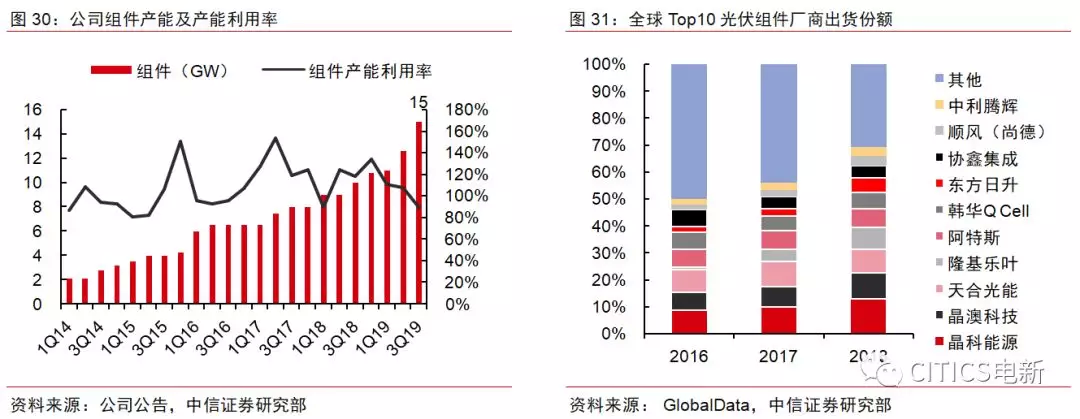 图 30：公司组件产能及产能利用率
组件（GW）
组件产能利用率
15
16
14
12
10
8
6
4
2
0
180%
160%
140%
120%
100%
80%
60%
40%
20%
0%
1Q14
3Q14
1Q15
3Q15
1Q16
3Q16
1Q17
3Q17
1Q18
3Q18
1Q19
3Q19
资料来源：公司公告，中信证券研究部
图 31：全球 Top10 光伏组件厂商出货份额
100%
90%
80%
70%
60%
50%
40%
30%
20%
10%
0%
2016
2017
2018
其他
中利腾辉
顺风（尚德）
协鑫集成
东方日升
韩华Q Cell
阿特斯
隆基乐叶
天合光能
晶澳科技
晶科能源
CITICS电新
资料来源： GlobalData，中信证券研究部